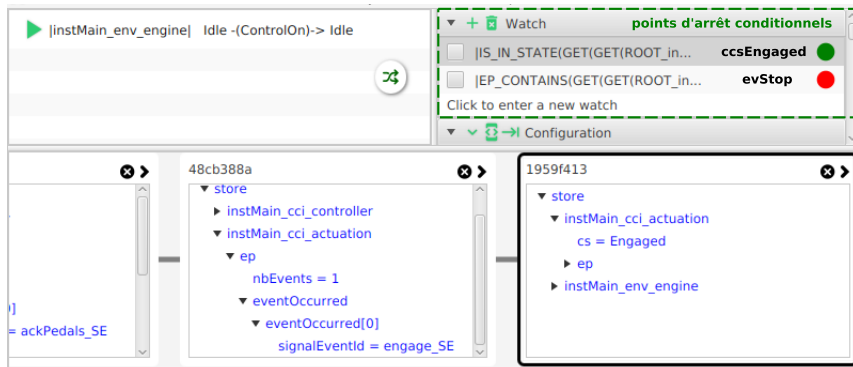 |instMain_env_engine| Idle -(ControlOn)-> Idle
Watch points d'arrêt conditionnels
|IS_IN_STATE(GET(GET(ROOT_in... ccsEngaged
|EP_CONTAINS(GET(GET(ROOT_in... evStop
Click to enter a new watch
Configuration
]
= ackPedals_SE
48cb388a
store
instMain_cci_controller
instMain_cci_actuation
ep
nbEvents = 1
eventOccurred
eventOccurred[0]
signalEventId = engage_SE
1959f413
store
instMain_cci_actuation
cs = Engaged
ep
instMain_env_engine